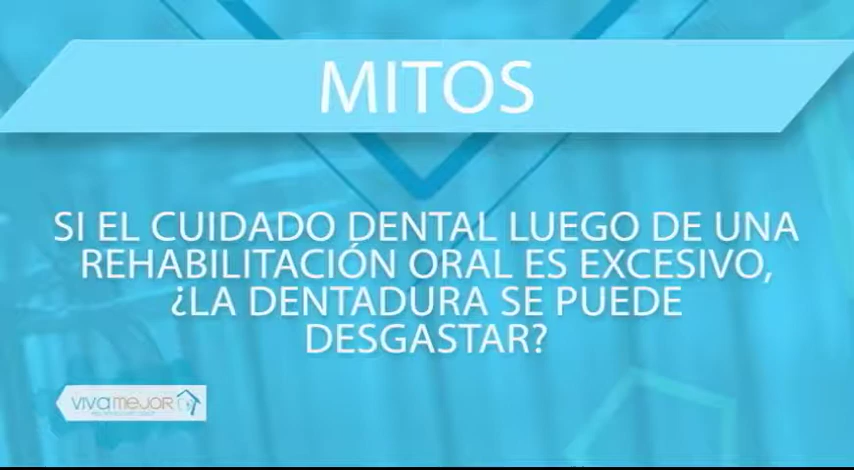 MITOS
SI EL CUIDADO DENTAL LUEGO DE UNA
REHABILITACIÓN ORAL ES EXCESIVO,
¿LA DENTADURA SE PUEDE
DESGASTAR?
VIVAMEJOR